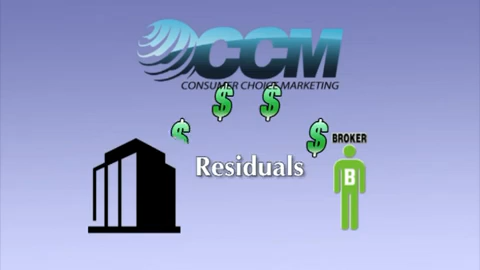 CCM
CONSUMER CHOICE MARKETING
$ $
$ $
BROKER
Residuals
B